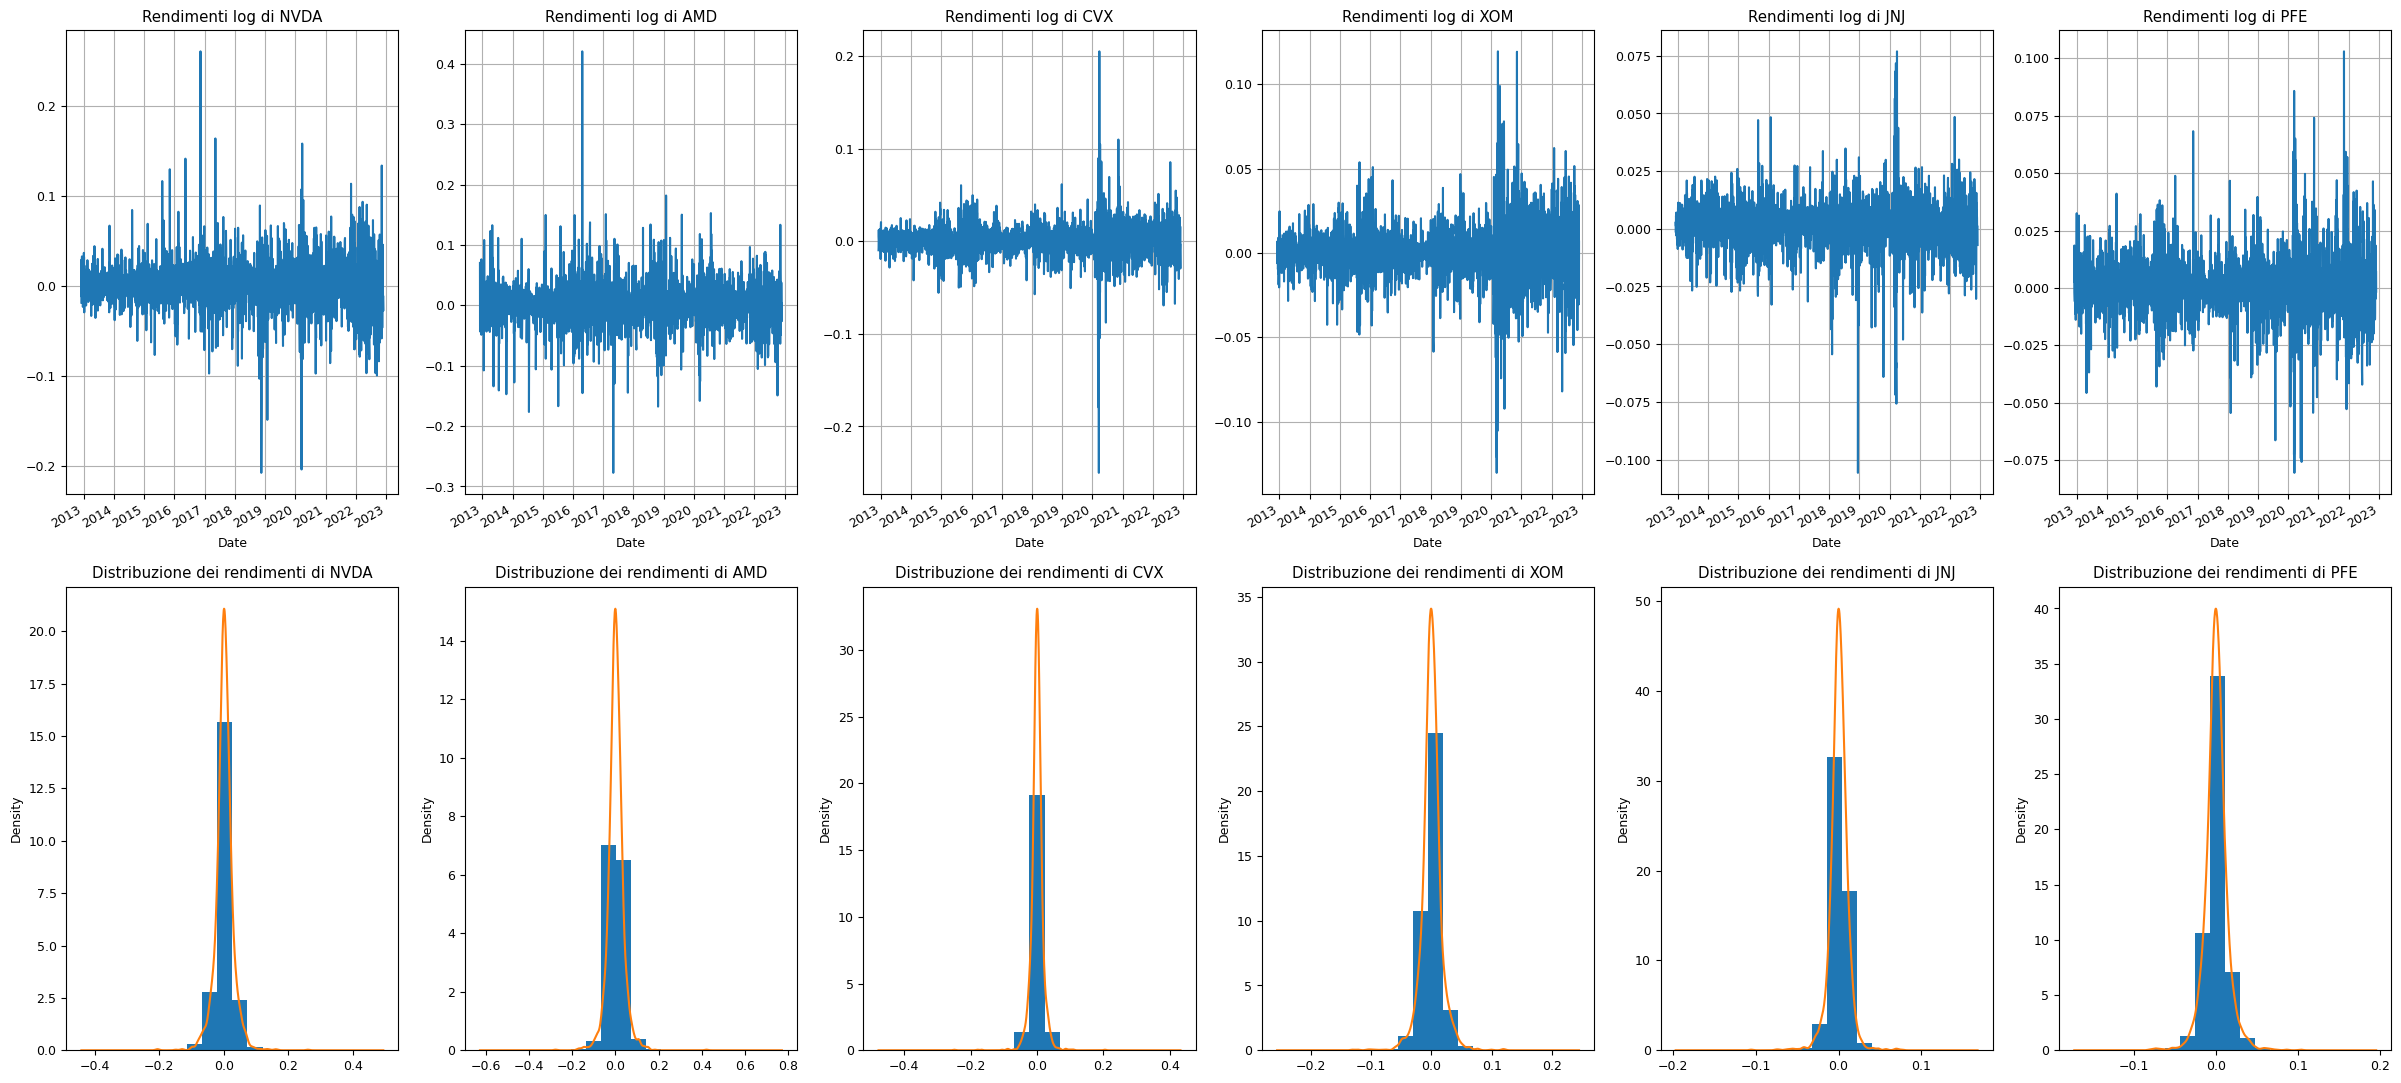 Rendimenti log di NVDA
0.2
0.1
0.0
−0.1
−0.2
2013 2014 2015 2016 2017 2018 2019 2020 2021 2022 2023
Date
Rendimenti log di AMD
0.4
0.3
0.2
0.1
0.0
−0.1
−0.2
−0.3
2013 2014 2015 2016 2017 2018 2019 2020 2021 2022 2023
Date
Rendimenti log di CVX
0.2
0.1
0.0
−0.1
−0.2
2013 2014 2015 2016 2017 2018 2019 2020 2021 2022 2023
Date
Rendimenti log di XOM
0.10
0.05
0.00
−0.05
−0.10
2013 2014 2015 2016 2017 2018 2019 2020 2021 2022 2023
Date
Rendimenti log di JNJ
0.075
0.050
0.025
0.000
−0.025
−0.050
−0.075
−0.100
2013 2014 2015 2016 2017 2018 2019 2020 2021 2022 2023
Date
Rendimenti log di PFE
0.100
0.075
0.050
0.025
0.000
−0.025
−0.050
−0.075
2013 2014 2015 2016 2017 2018 2019 2020 2021 2022 2023
Date
Distribuzione dei rendimenti di NVDA
Density
20.0
17.5
15.0
12.5
10.0
7.5
5.0
2.5
0.0
−0.4 −0.2 0.0 0.2 0.4
Distribuzione dei rendimenti di AMD
Density
14
12
10
8
6
4
2
0
−0.6 −0.4 −0.2 0.0 0.2 0.4 0.6 0.8
Distribuzione dei rendimenti di CVX
Density
30
25
20
15
10
5
0
−0.4 −0.2 0.0 0.2 0.4
Distribuzione dei rendimenti di XOM
Density
35
30
25
20
15
10
5
0
−0.2 −0.1 0.0 0.1 0.2
Distribuzione dei rendimenti di JNJ
Density
50
40
30
20
10
0
−0.2 −0.1 0.0 0.1
Distribuzione dei rendimenti di PFE
Density
40
35
30
25
20
15
10
5
0
−0.1 0.0 0.1 0.2